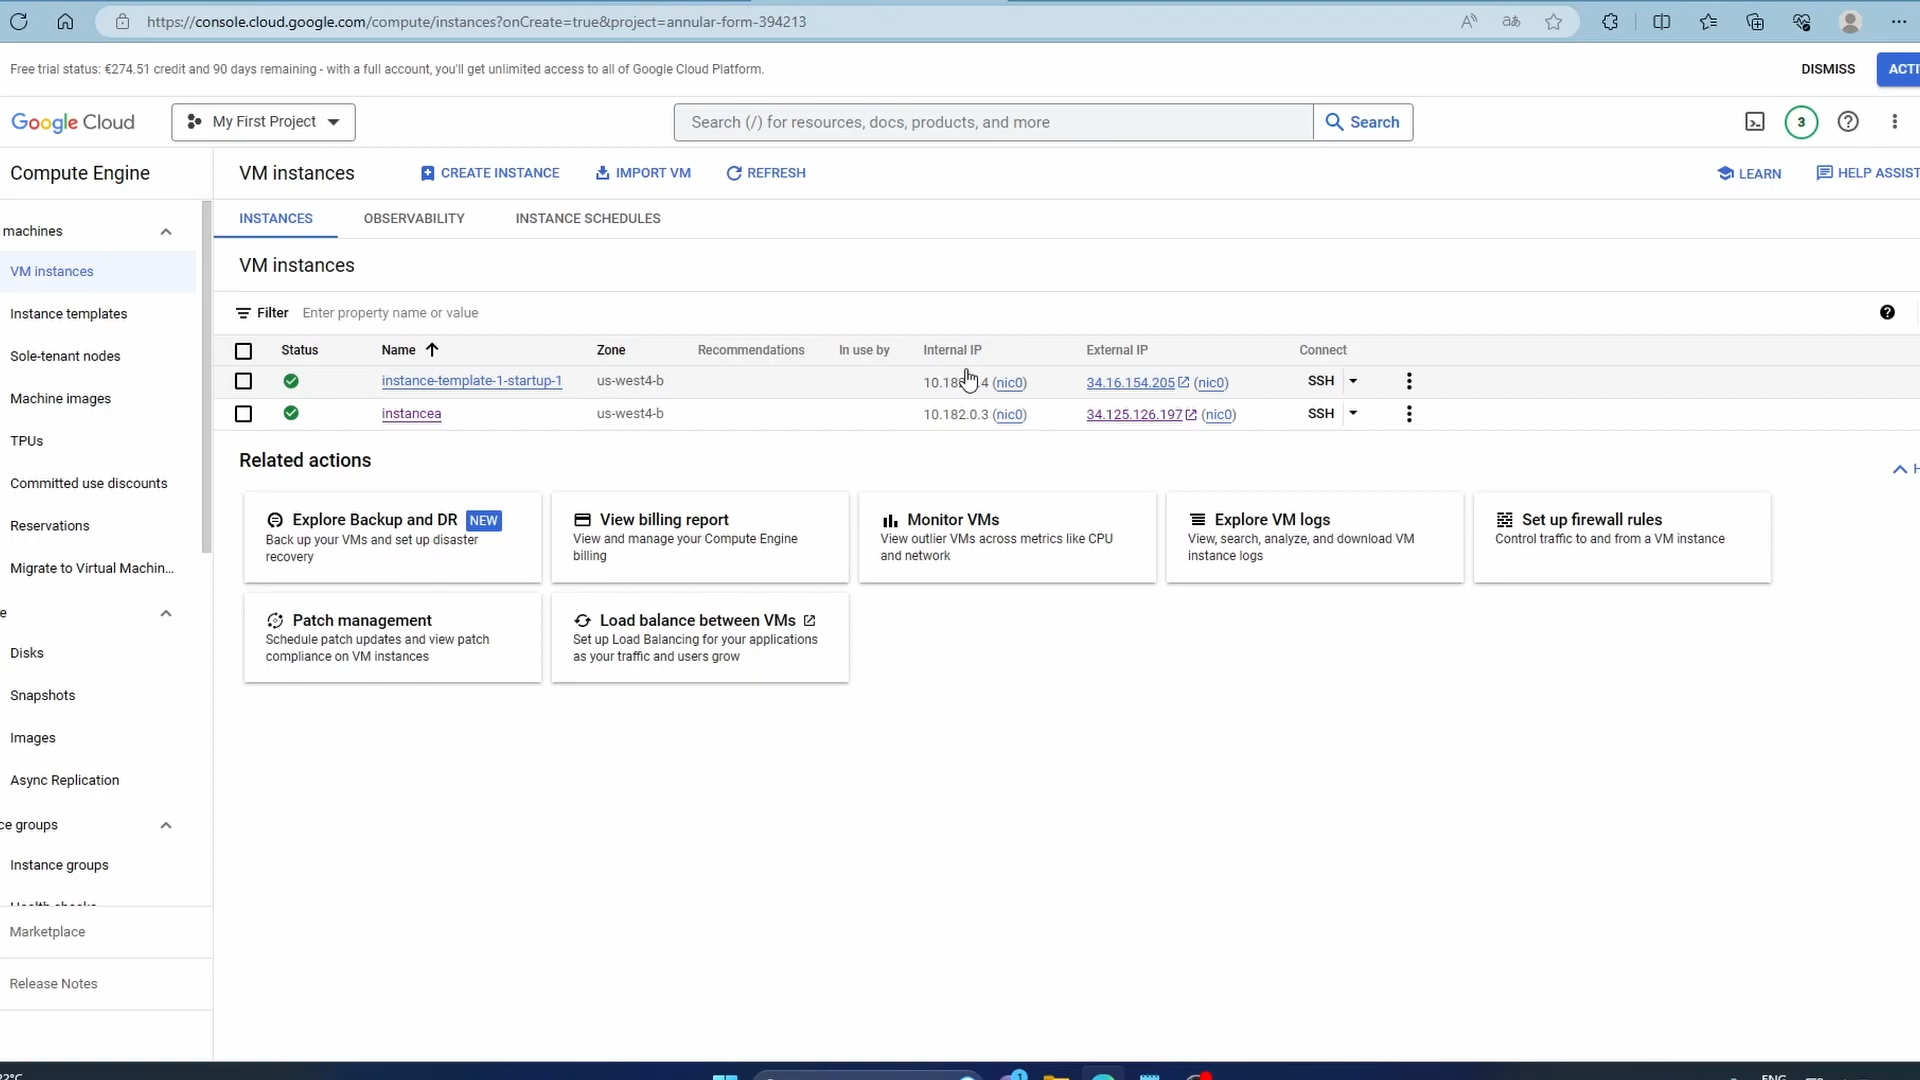 https://console.cloud.google.com/compute/instances?onCreate=true&project=annular-form-394213
Free trial status: €274.51 credit and 90 days remaining - with a full account, you'll get unlimited access to all of Google Cloud Platform.
DISMISS
ACTI
Google Cloud
My First Project
Search (/) for resources, docs, products, and more
Search
3
Compute Engine
VM instances
CREATE INSTANCE
IMPORT VM
REFRESH
LEARN
HELP ASSIST
machines
VM instances
Instance templates
Sole-tenant nodes
Machine images
TPUs
Committed use discounts
Reservations
Migrate to Virtual Machin...
e
Disks
Snapshots
Images
Async Replication
ce groups
Instance groups
Marketplace
Release Notes
INSTANCES
OBSERVABILITY
INSTANCE SCHEDULES
VM instances
Filter Enter property name or value
Status Name Zone Recommendations In use by Internal IP External IP Connect
instance-template-1-startup-1 us-west4-b (nic0) 34.16.154.205 (nic0) SSH
instancea us-west4-b 10.182.0.3 (nic0) 34.125.126.197 (nic0) SSH
Related actions
H
Explore Backup and DR NEW
Back up your VMs and set up disaster
recovery
View billing report
View and manage your Compute Engine
billing
Monitor VMs
View outlier VMs across metrics like CPU
and network
Explore VM logs
View, search, analyze, and download VM
instance logs
Set up firewall rules
Control traffic to and from a VM instance
Patch management
Schedule patch updates and view patch
compliance on VM instances
Load balance between VMs
Set up Load Balancing for your applications
as your traffic and users grow
1
ENG